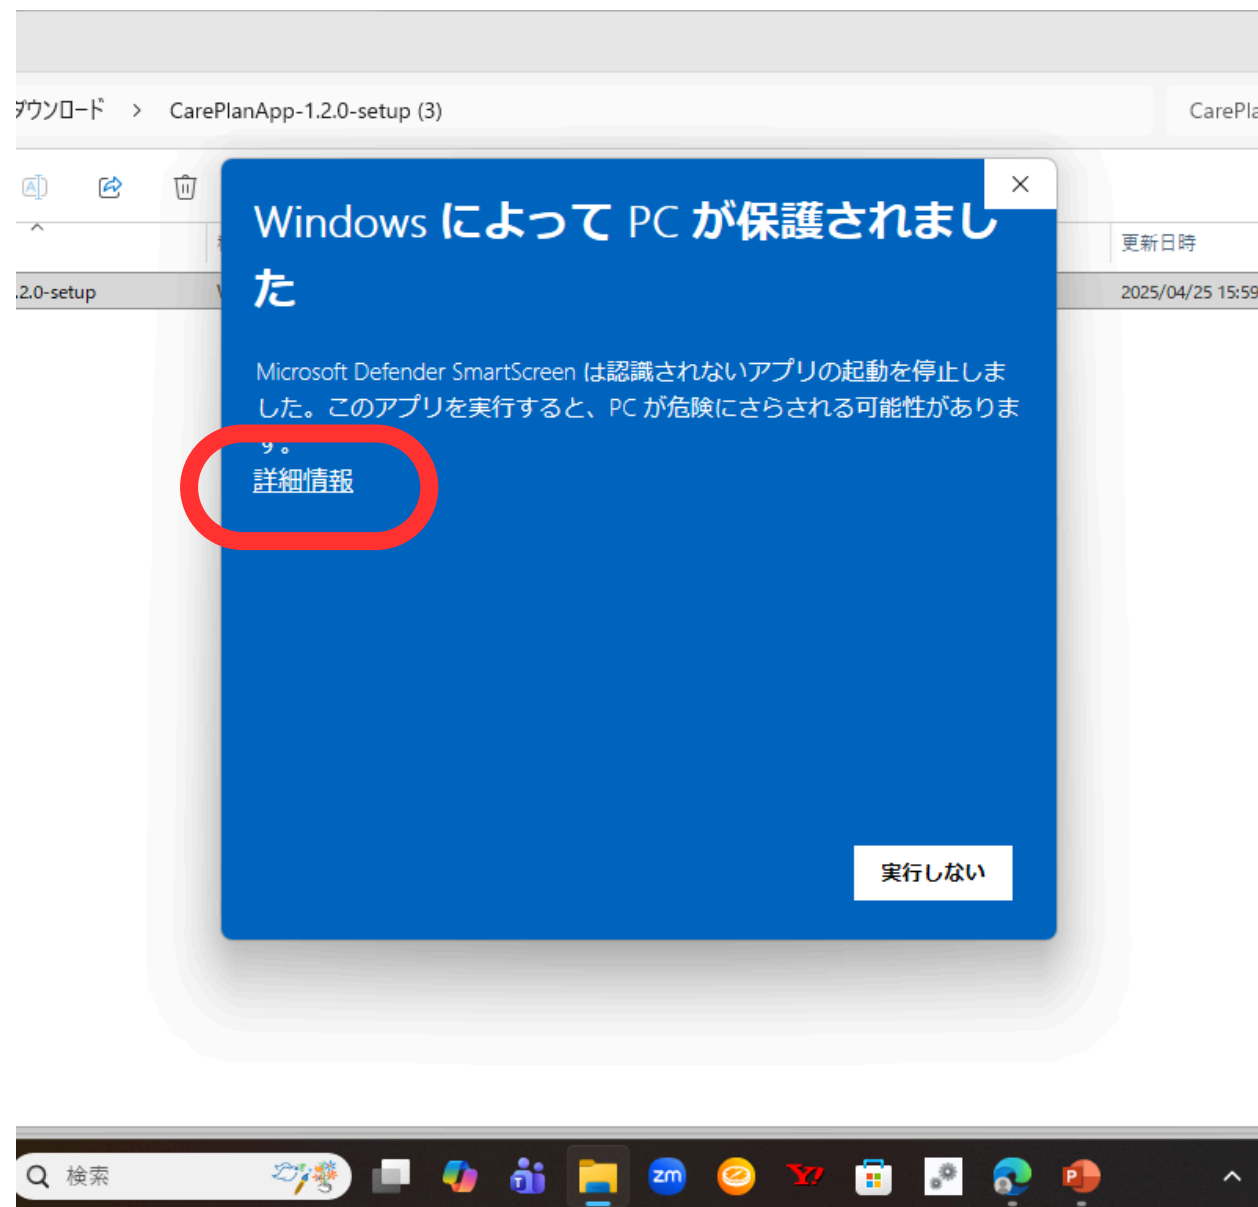 ダウンロード > CarePlanApp-1.2.0-setup (3)
CarePla
Windows によって PC が保護されまし
た
更新日時
.2.0-setup
2025/04/25 15:59
Microsoft Defender SmartScreen は認識されないアプリの起動を停止しま
した。このアプリを実行すると、PC が危険にさらされる可能性がありま
す。
詳細情報
実行しない
検索
zm